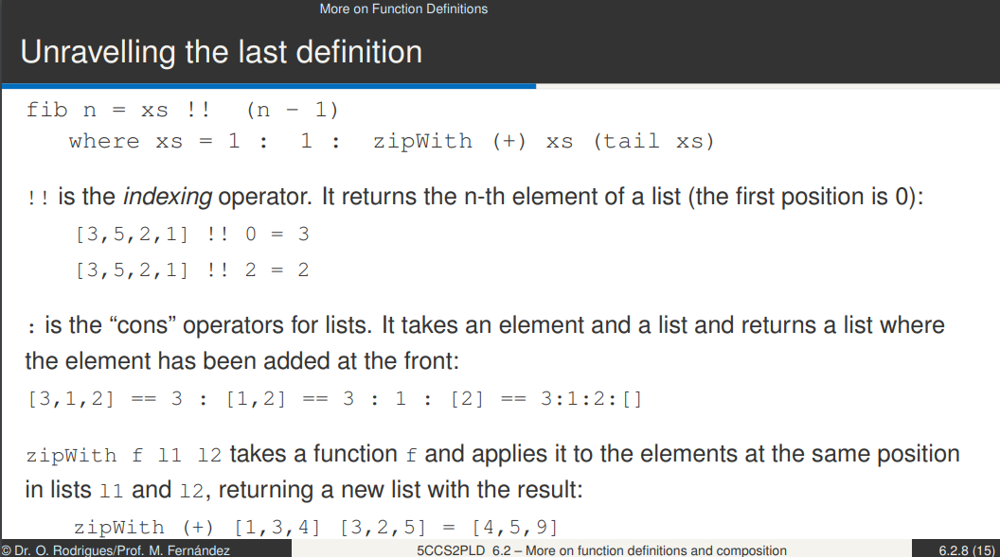 More on Function Definitions
Unravelling the last definition
fib n = xs !! (n - 1)
where xs = 1 : 1 : zipWith (+) xs (tail xs)
!! is the indexing operator. It returns the n-th element of a list (the first position is 0):
[3,5,2,1] !! 0 = 3
[3,5,2,1] !! 2 = 2
: is the “cons” operators for lists. It takes an element and a list and returns a list where
the element has been added at the front:
[3,1,2] == 3 : [1,2] == 3 : 1 : [2] == 3:1:2:[]
zipWith f l1 l2 takes a function f and applies it to the elements at the same position
in lists l1 and l2, returning a new list with the result:
zipWith (+) [1,3,4] [3,2,5] = [4,5,9]
© Dr. O. Rodrigues/Prof. M. Fernández
5CCS2PLD 6.2 – More on function definitions and composition
6.2.8 (15)